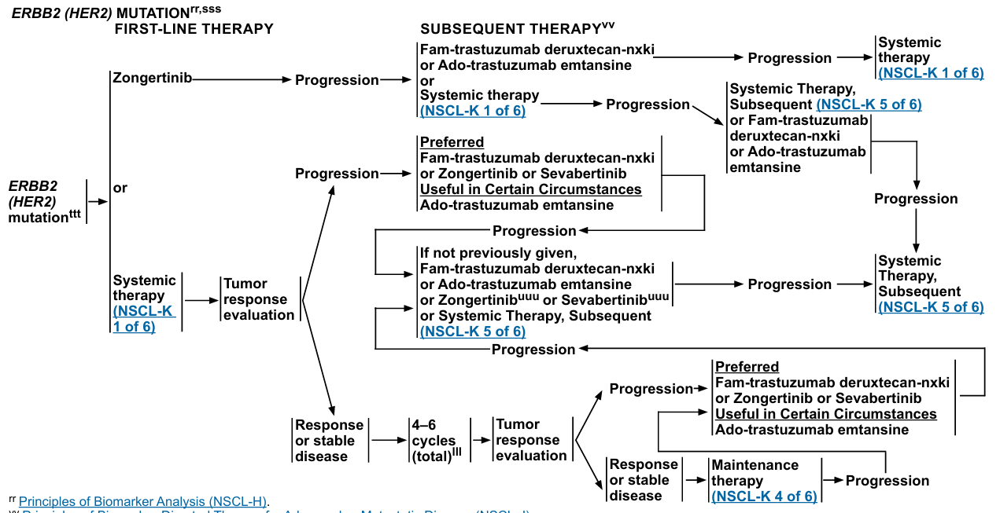 ERBB2 (HER2) MUTATIONrr,sss
FIRST-LINE THERAPY
SUBSEQUENT THERAPYvv
ERBB2
(HER2)
mutationttt
Zongertinib
or
Systemic
therapy
(NSCL-K
1 of 6)
Progression
Fam-trastuzumab deruxtecan-nxki
or Ado-trastuzumab emtansine
or
Systemic therapy
(NSCL-K 1 of 6)
Progression
Systemic
therapy
(NSCL-K 1 of 6)
Progression
Systemic Therapy,
Subsequent (NSCL-K 5 of 6)
or Fam-trastuzumab
deruxtecan-nxki
or Ado-trastuzumab
emtansine
Progression
Systemic
Therapy,
Subsequent
(NSCL-K 5 of 6)
Tumor
response
evaluation
Progression
Preferred
Fam-trastuzumab deruxtecan-nxki
or Zongertinib or Sevabertinib
Useful in Certain Circumstances
Ado-trastuzumab emtansine
Progression
If not previously given,
Fam-trastuzumab deruxtecan-nxki
or Ado-trastuzumab emtansine
or Zongertinibuuu or Sevabertinibuuu
or Systemic Therapy, Subsequent
(NSCL-K 5 of 6)
Progression
Progression
Response
or stable
disease
4–6
cycles
(total)lll
Tumor
response
evaluation
Progression
Preferred
Fam-trastuzumab deruxtecan-nxki
or Zongertinib or Sevabertinib
Useful in Certain Circumstances
Ado-trastuzumab emtansine
Response
or stable
disease
Maintenance
therapy
(NSCL-K 4 of 6)
Progression
rr Principles of Biomarker Analysis (NSCL-H).